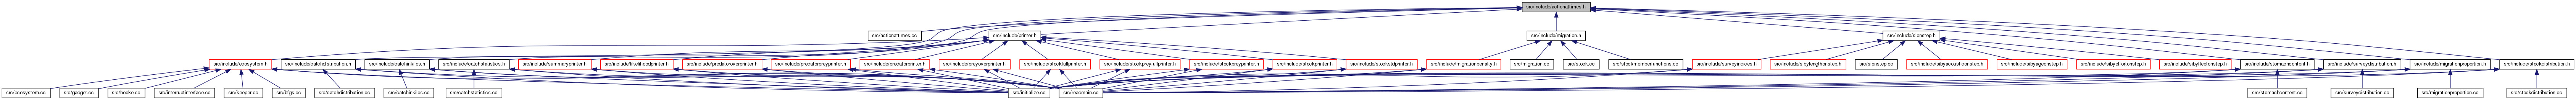 src/include/actionattimes.h
src/actionattimes.cc
src/include/printer.h
src/include/migration.h
src/include/sionstep.h
src/include/ecosystem.h
src/include/catchdistribution.h
src/include/catchinkilos.h
src/include/catchstatistics.h
src/include/summaryprinter.h
src/include/likelihoodprinter.h
src/include/predatoroverprinter.h
src/include/predatorpreyprinter.h
src/include/predatorprinter.h
src/include/preyoverprinter.h
src/include/stockfullprinter.h
src/include/stockpreyfullprinter.h
src/include/stockpreyprinter.h
src/include/stockprinter.h
src/include/stockstdprinter.h
src/include/migrationpenalty.h
src/migration.cc
src/stock.cc
src/stockmemberfunctions.cc
src/include/surveyindices.h
src/include/sibylengthonstep.h
src/sionstep.cc
src/include/sibyacousticonstep.h
src/include/sibyageonstep.h
src/include/sibyeffortonstep.h
src/include/sibyfleetonstep.h
src/include/stomachcontent.h
src/include/surveydistribution.h
src/include/migrationproportion.h
src/include/stockdistribution.h
src/ecosystem.cc
src/gadget.cc
src/hooke.cc
src/interruptinterface.cc
src/keeper.cc
src/bfgs.cc
src/catchdistribution.cc
src/catchinkilos.cc
src/catchstatistics.cc
src/initialize.cc
src/readmain.cc
src/stomachcontent.cc
src/surveydistribution.cc
src/migrationproportion.cc
src/stockdistribution.cc